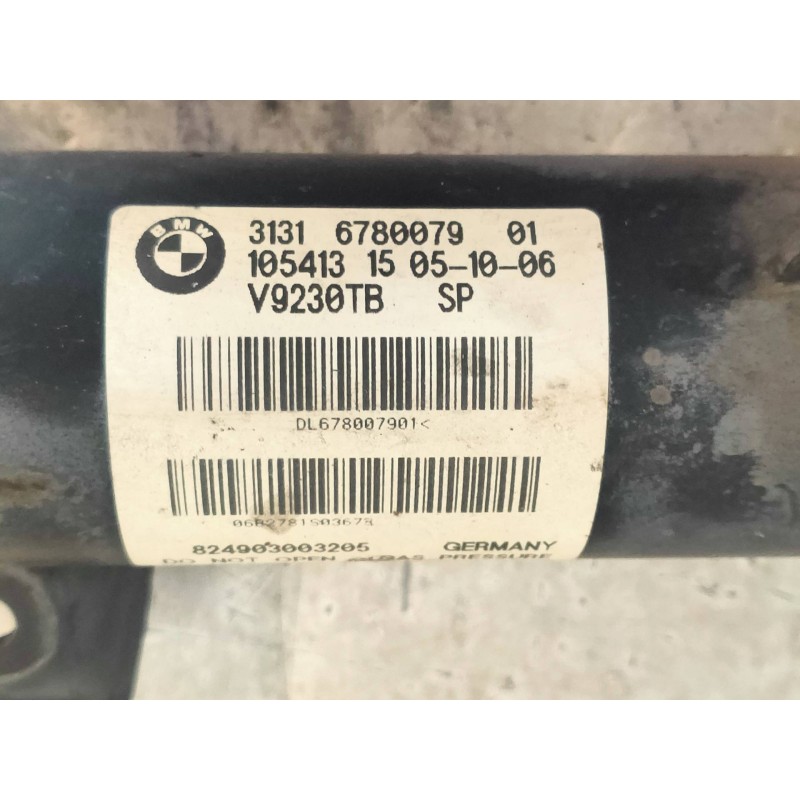 BMW
3131 6780079 01
105413 15 05-10-06
V9230TB SP
DL678007901<
824903003205 GERMANY
DO NOT OPEN GAS PRESSURE